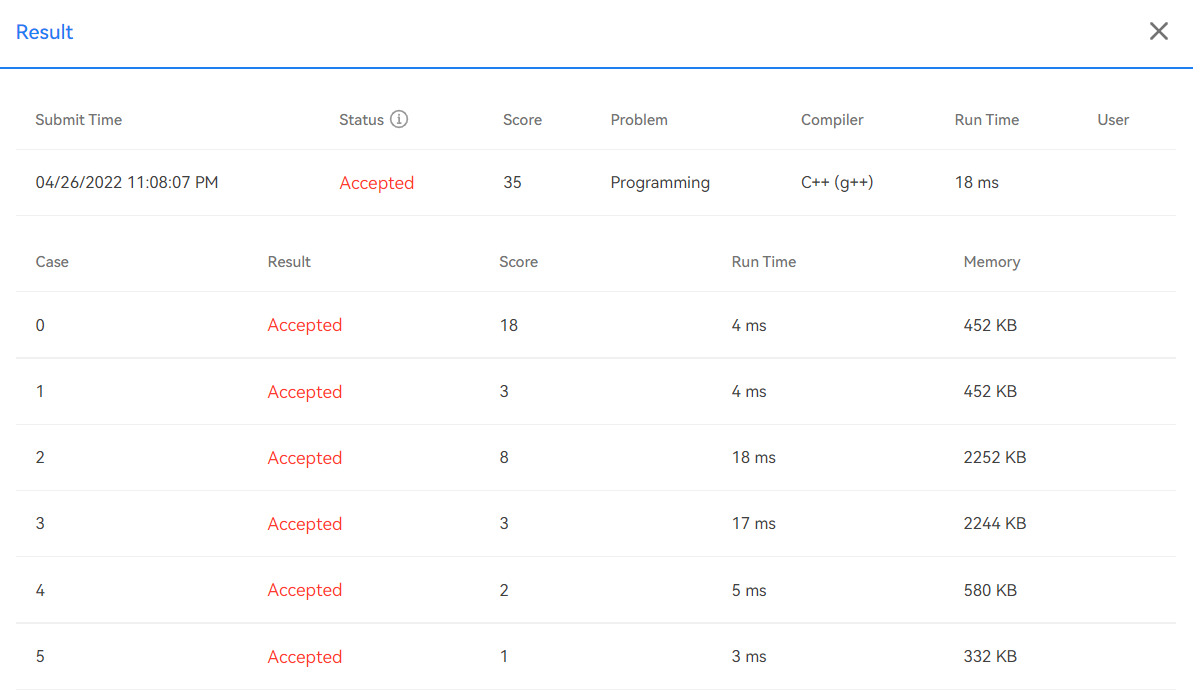 Result
Submit Time Status Score Problem Compiler Run Time User
04/26/2022 11:08:07 PM Accepted 35 Programming C++ (g++) 18 ms
Case Result Score Run Time Memory
0 Accepted 18 4 ms 452 KB
1 Accepted 3 4 ms 452 KB
2 Accepted 8 18 ms 2252 KB
3 Accepted 3 17 ms 2244 KB
4 Accepted 2 5 ms 580 KB
5 Accepted 1 3 ms 332 KB